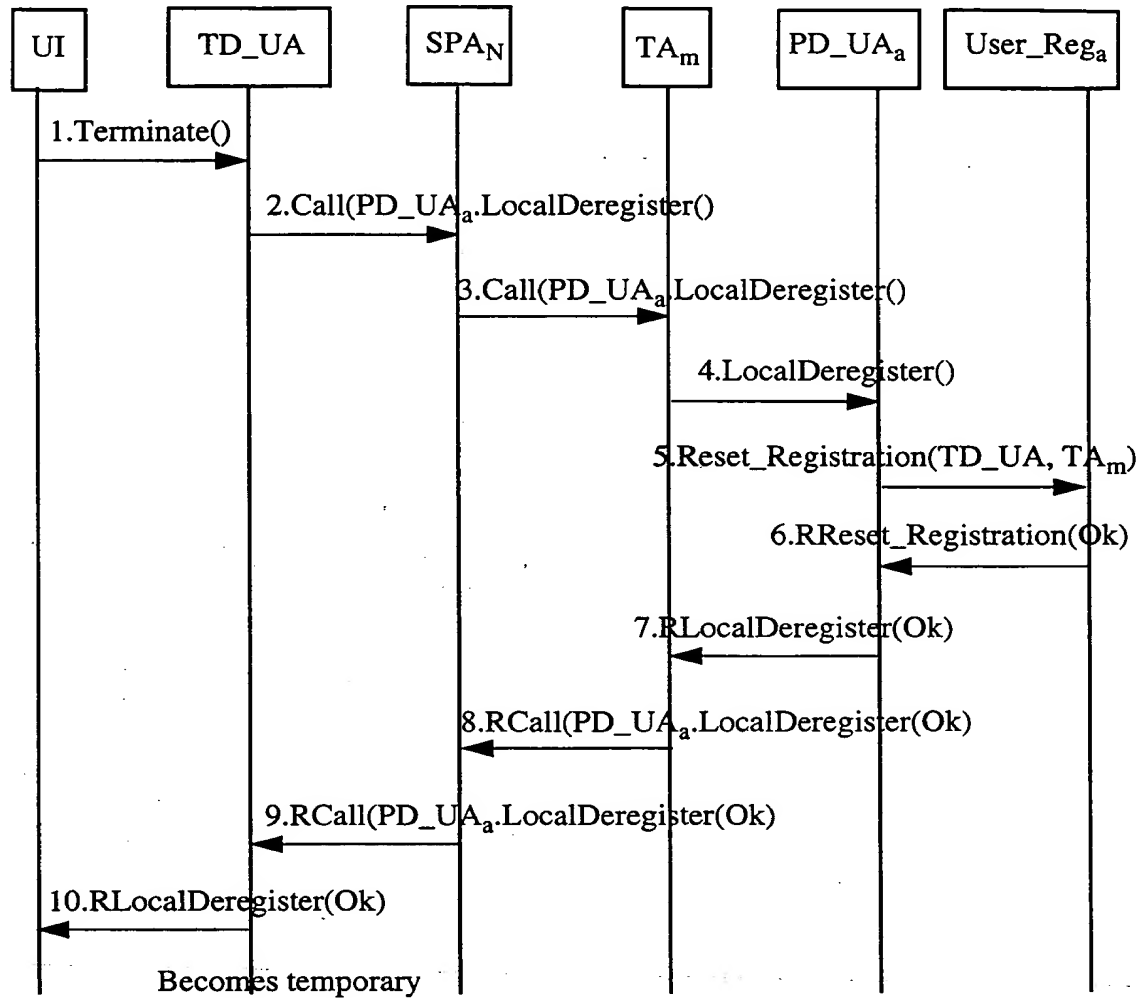 UI
TD_UA
SPA_N
TA_m
PD_UA_a
User_Reg_a
1.Terminate()
2.Call(PD_UA_a.LocalDeregister()
3.Call(PD_UA_a.LocalDeregister()
4.LocalDeregister()
5.Reset_Registration(TD_UA, TA_m)
6.RReset_Registration(Ok)
7.RLocalDeregister(Ok)
8.RCall(PD_UA_a.LocalDeregister(Ok)
9.RCall(PD_UA_a.LocalDeregister(Ok)
10.RLocalDeregister(Ok)
Becomes temporary